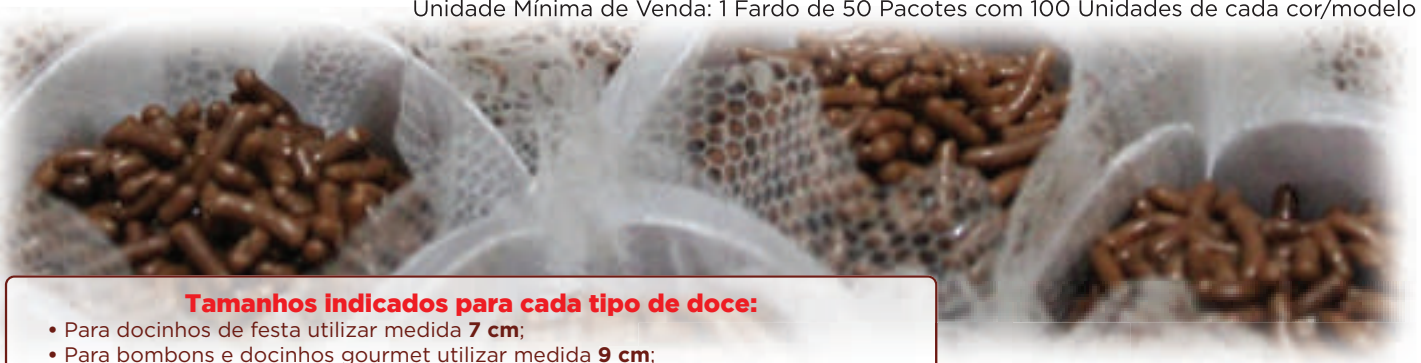 Unidade Mínima de Venda: 1 Fardo de 50 Pacotes com 100 Unidades de cada cor/modelo
Tamanhos indicados para cada tipo de doce:
• Para docinhos de festa utilizar medida 7 cm;
• Para bombons e docinhos gourmet utilizar medida 9 cm;